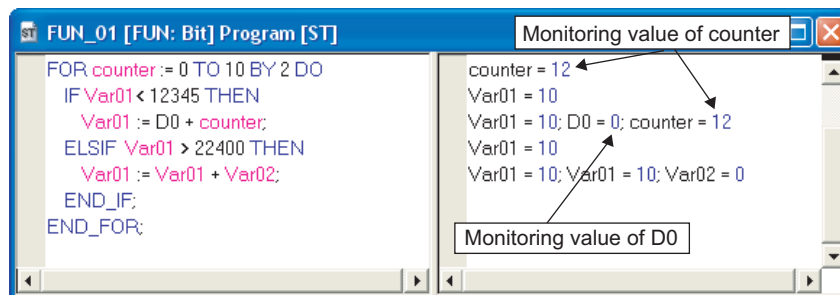 ST FUN_01 [FUN: Bit] Program [ST]
Monitoring value of counter
FOR counter := 0 TO 10 BY 2 DO
IF Var01 < 12345 THEN
Var01 := D0 + counter;
ELSIF Var01 > 22400 THEN
Var01 := Var01 + Var02;
END_IF;
END_FOR;
counter = 12
Var01 = 10
Var01 = 10; D0 = 0; counter = 12
Var01 = 10
Var01 = 10; Var01 = 10; Var02 = 0
Monitoring value of D0